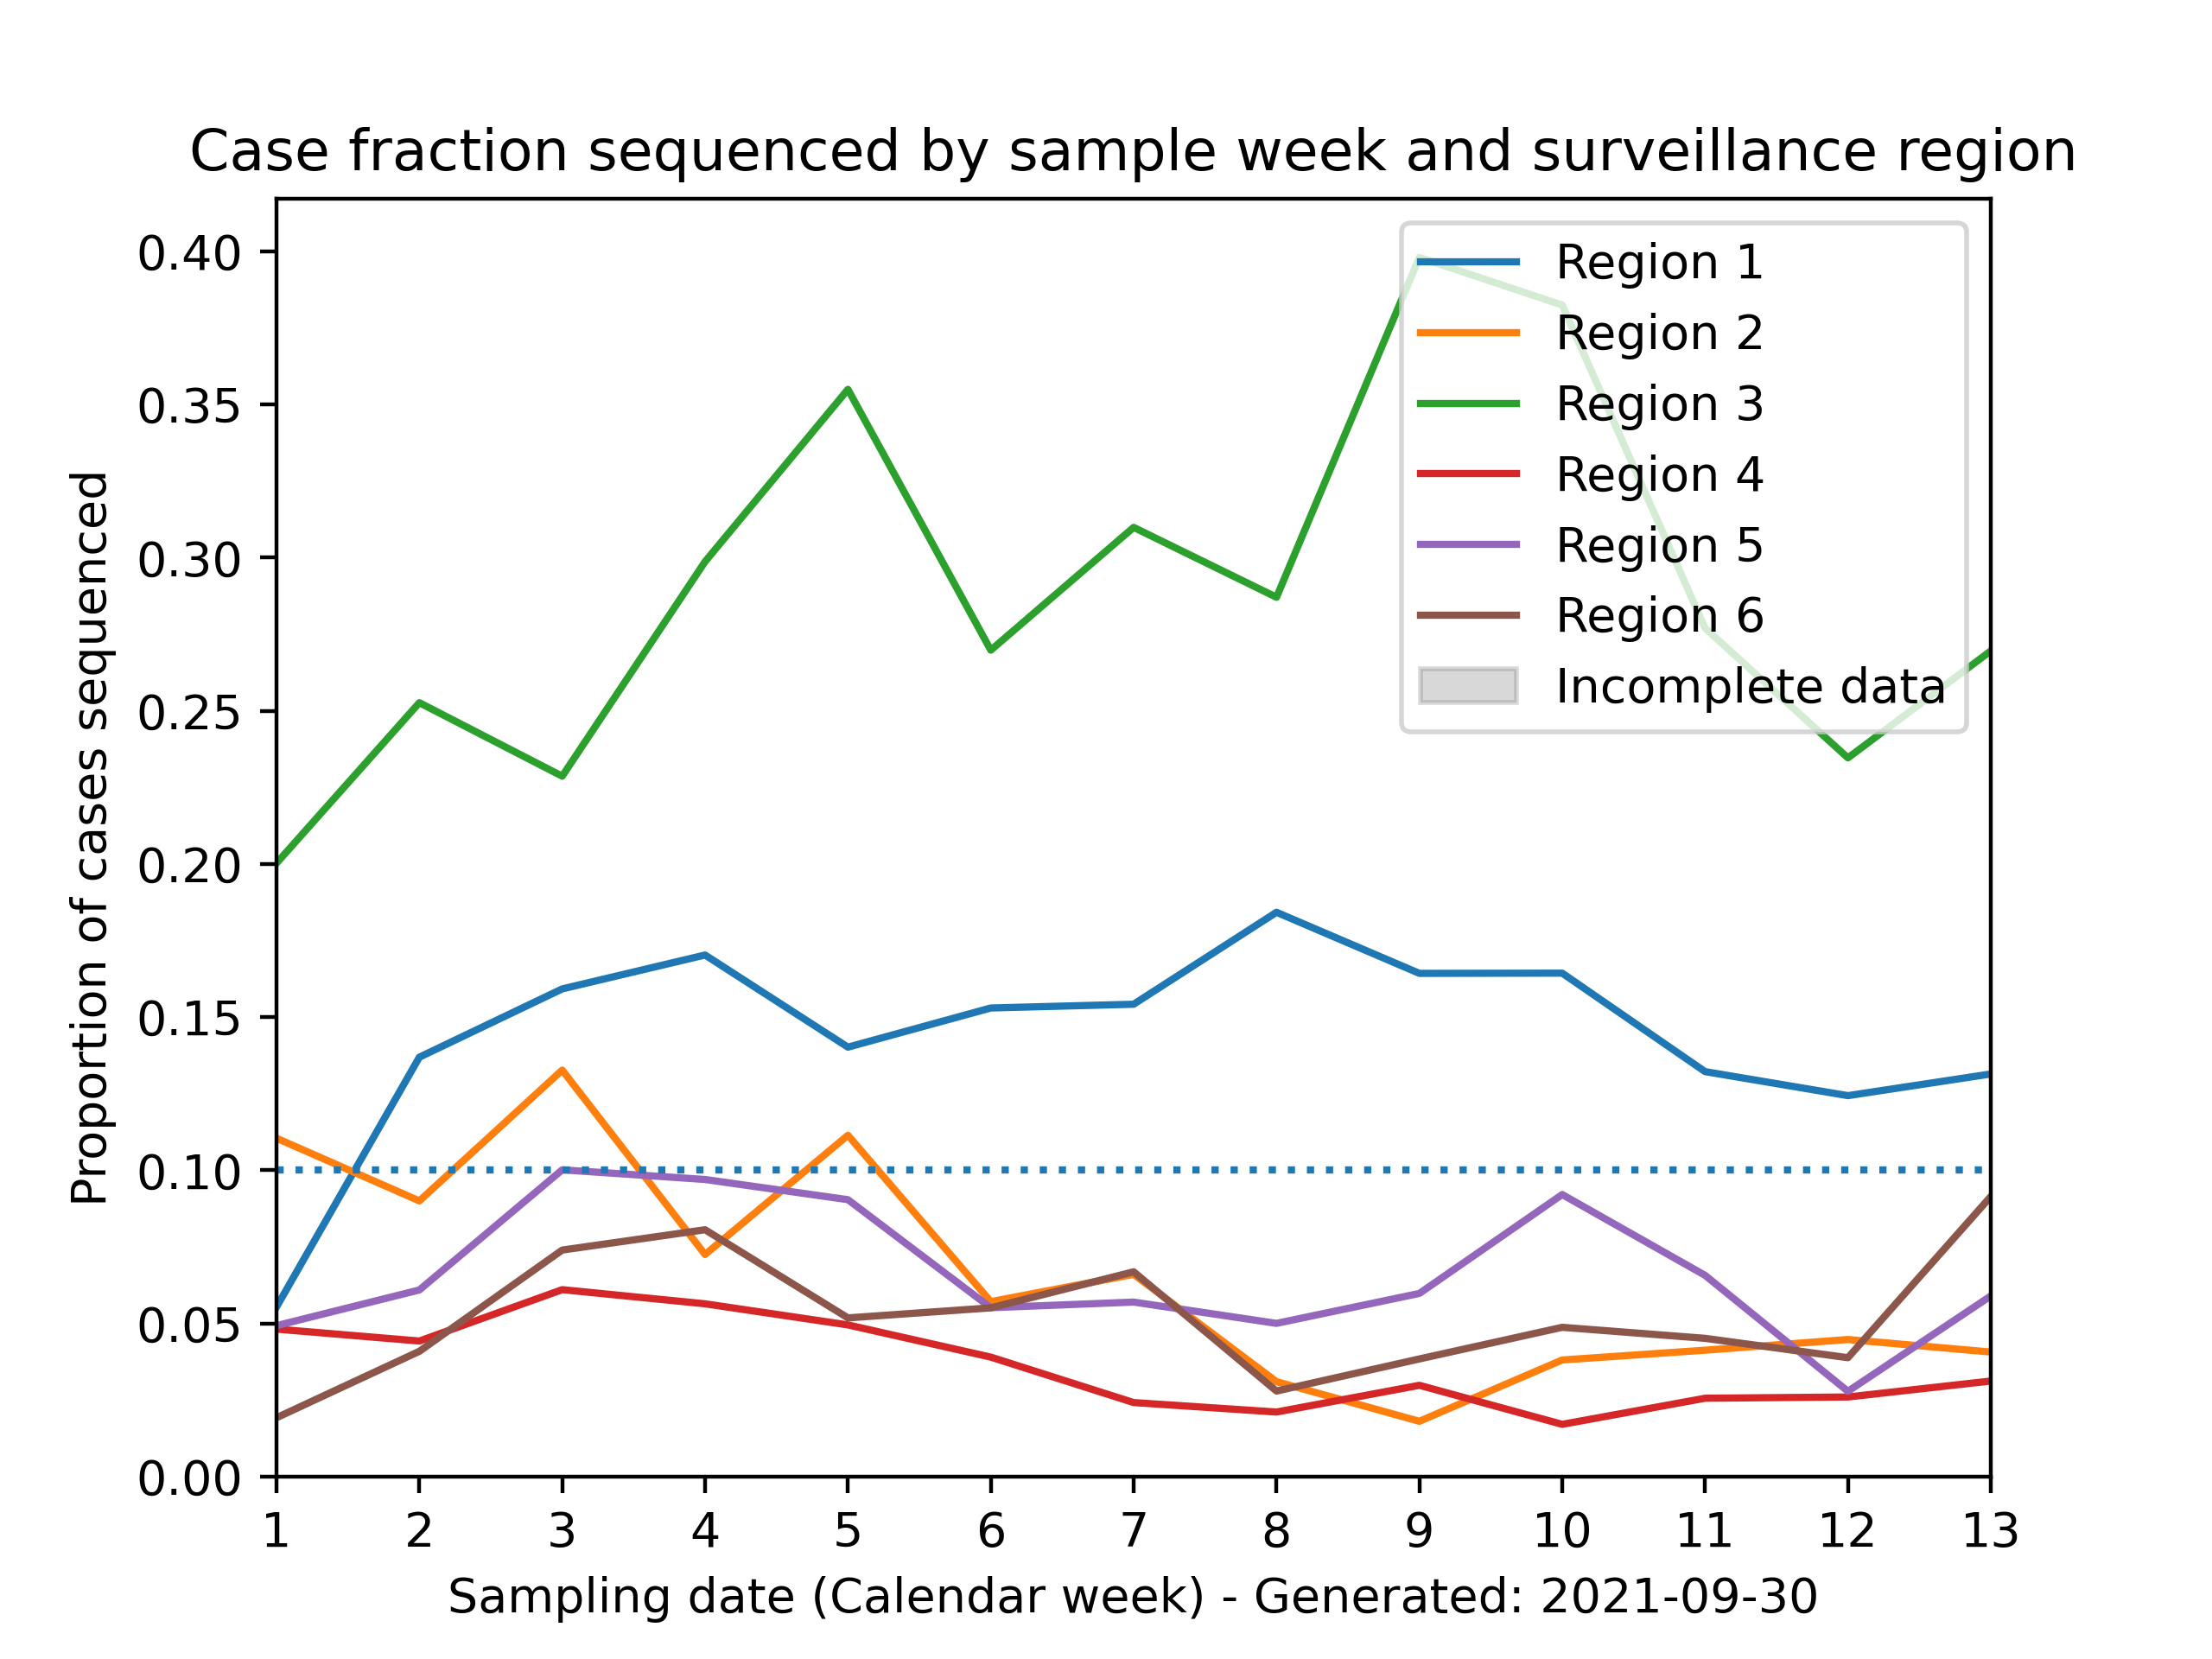 Case fraction sequenced by sample week and surveillance region
Proportion of cases sequenced
0.40
0.35
0.30
0.25
0.20
0.15
0.10
0.05
0.00
Region 1
Region 2
Region 3
Region 4
Region 5
Region 6
Incomplete data
1 2 3 4 5 6 7 8 9 10 11 12 13
Sampling date (Calendar week) - Generated: 2021-09-30